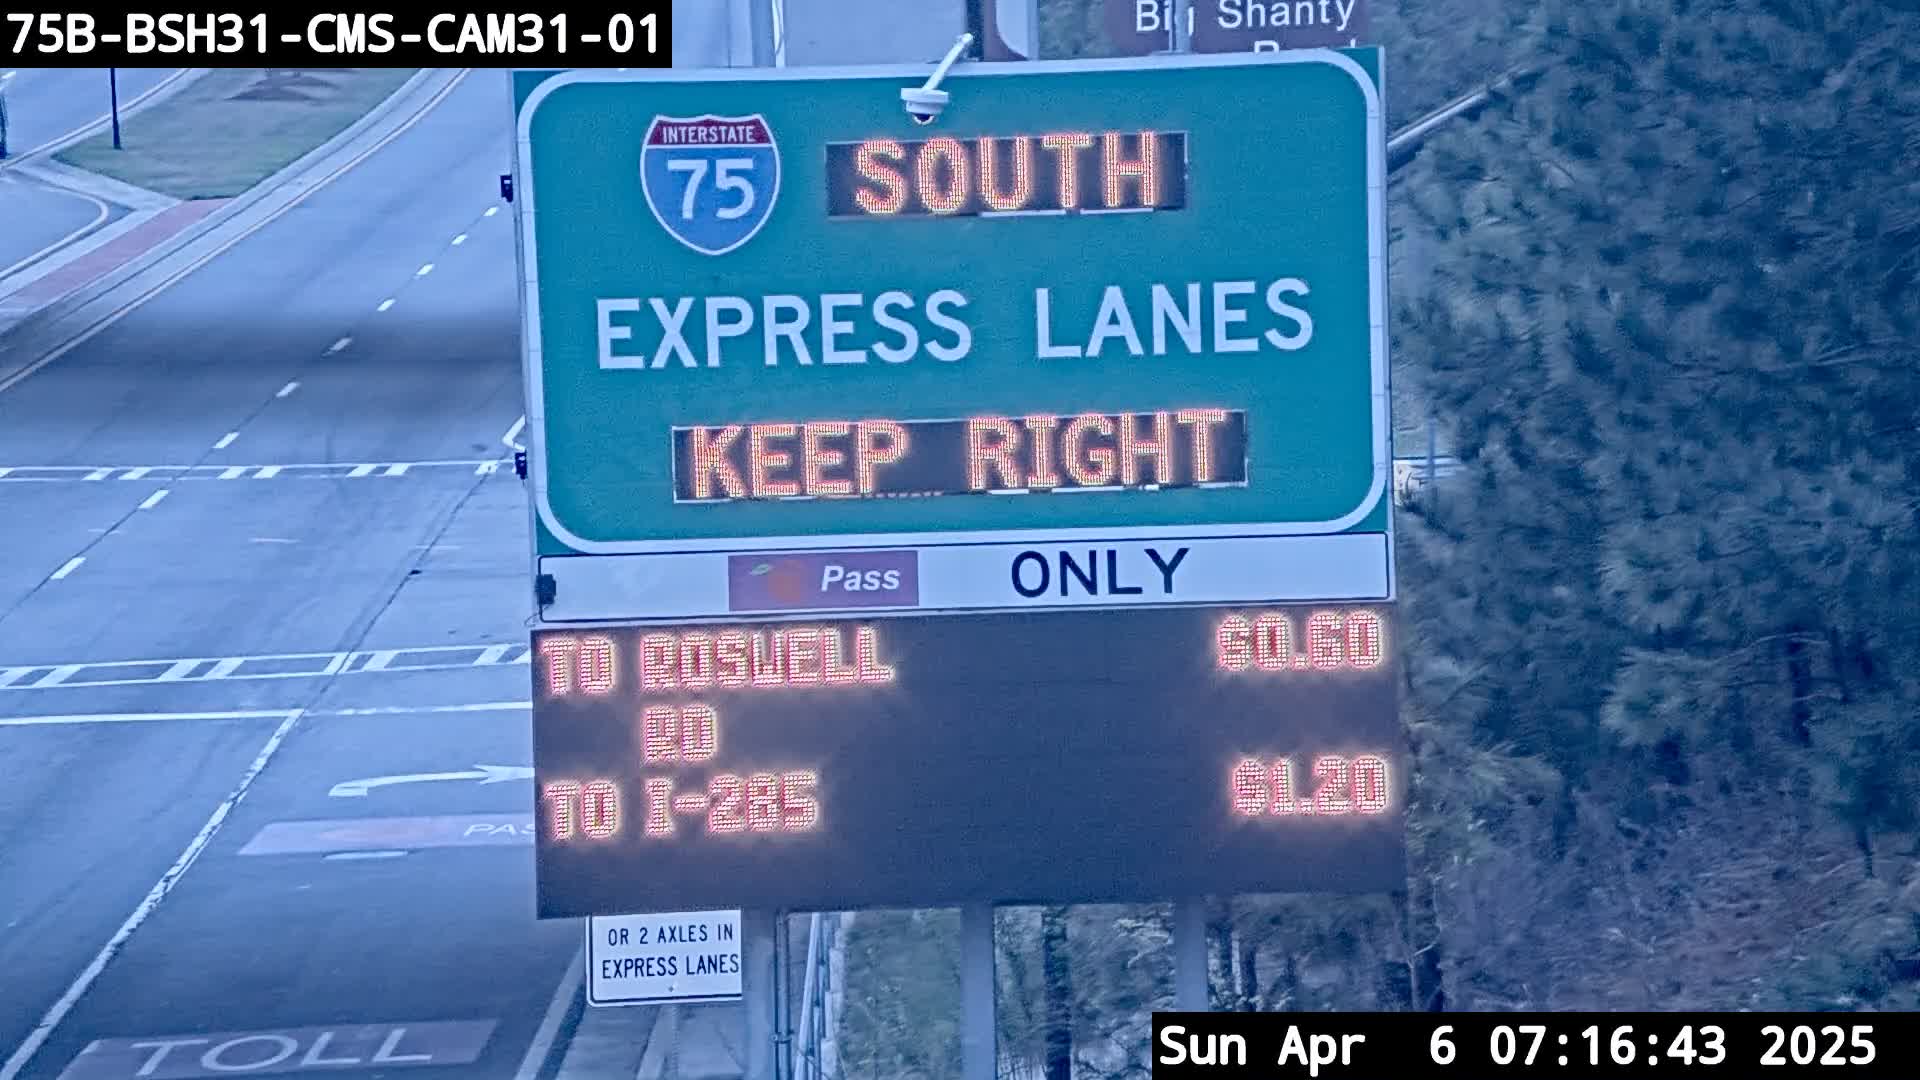 75B-BSH31-CMS-CAM31-01
Big Shanty
INTERSTATE
75
SOUTH
EXPRESS LANES
KEEP RIGHT
Pass ONLY
TO ROSWELL $0.60
RD
TO I-285 $1.20
OR 2 AXLES IN
EXPRESS LANES
TOLL
Sun Apr 6 07:16:43 2025